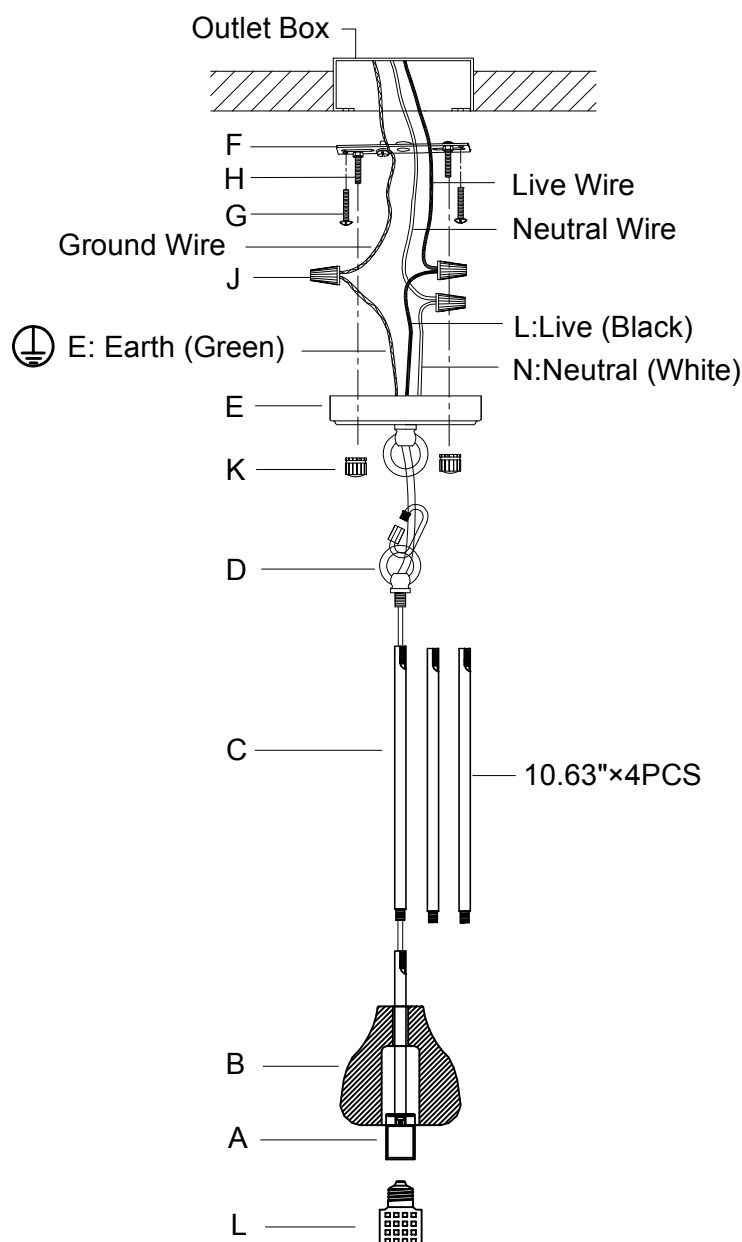 Outlet Box
F
H
Live Wire
G
Neutral Wire
Ground Wire
J
L:Live (Black)
E: Earth (Green)
N:Neutral (White)
E
K
D
C
10.63"×4PCS
B
A
L